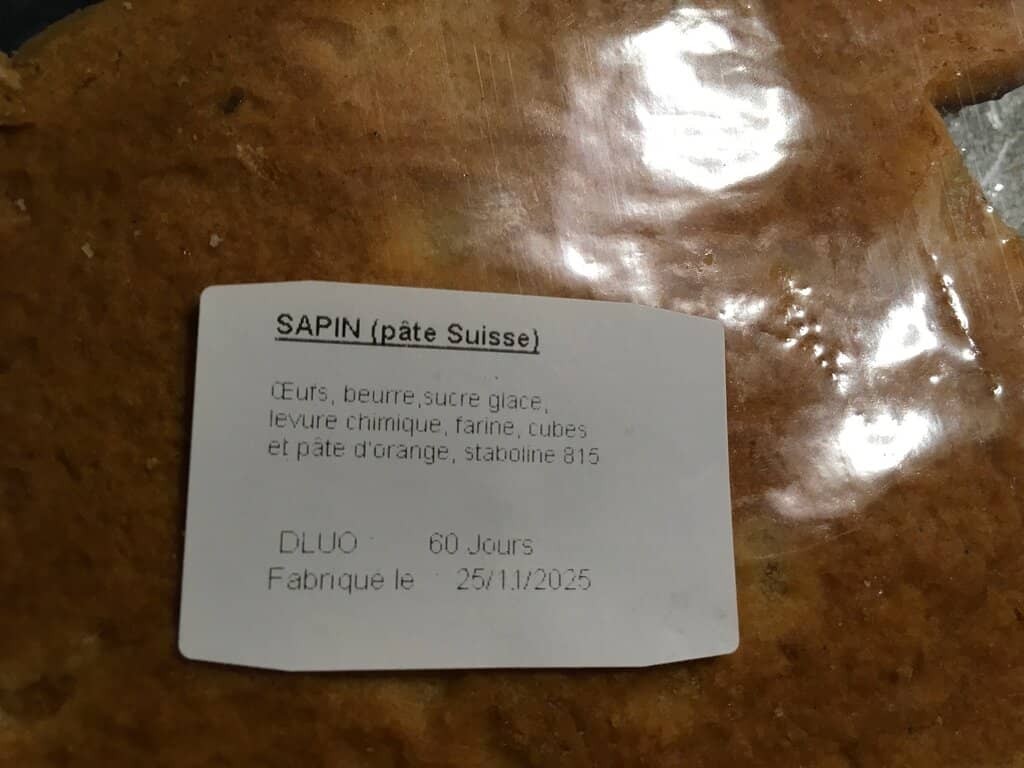 SAPIN (pâte Suisse)
Œufs, beurre,sucre glace,
levure chimique, farine, cubes
et pâte d'orange, staboline 815
DLUO 60 Jours
Fabriqué le 25/11/2025